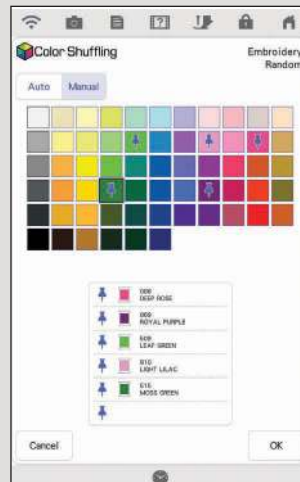 Color Shuffling
Embroidery
Random
Auto
Manual
086
DEEP ROSE
869
ROYAL PURPLE
509
LEAF GREEN
810
LIGHT LILAC
515
MOSS GREEN
Cancel
OK